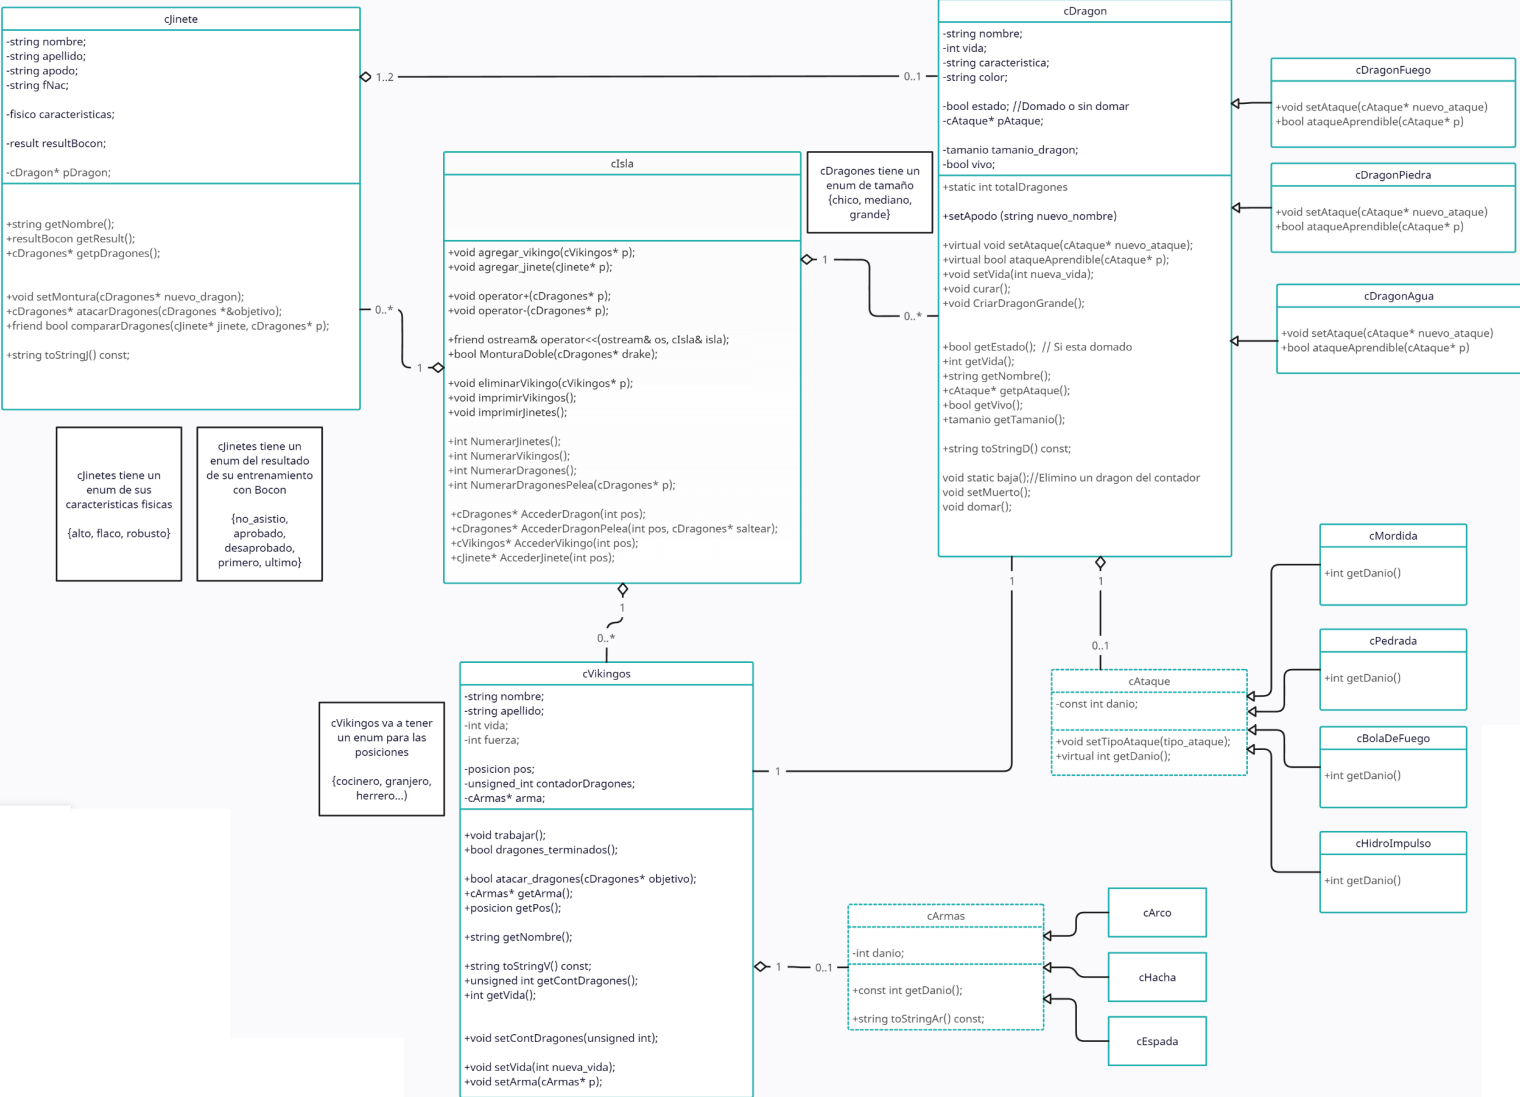 cJinete
-string nombre;
-string apellido;
-string apodo;
-string fNac;
-fisico caracteristicas;
-result resultBocon;
-cDragon* pDragon;
+string getNombre();
+resultBocon getResult();
+cDragones* getpDragones();
+void setMontura(cDragones* nuevo_dragon);
+cDragones* atacarDragones(cDragones *&objetivo);
+friend bool compararDragones(cJinete* jinete, cDragones* p);
+string toStringJ() const;
1..2
0..1
0..*
1
cJinetes tiene un
enum de sus
caracteristicas fisicas
{alto, flaco, robusto}
cJinetes tiene un
enum del resultado
de su entrenamiento
con Bocon
{no_asistio,
aprobado,
desaprobado,
primero, ultimo}
cIsla
+void agregar_vikingo(cVikingos* p);
+void agregar_jinete(cJinete* p);
+void operator+(cDragones* p);
+void operator-(cDragones* p);
+friend ostream& operator<<(ostream& os, cIsla& isla);
+bool MonturaDoble(cDragones* drake);
+void eliminarVikingo(cVikingos* p);
+void imprimirVikingos();
+void imprimirJinetes();
+int NumerarJinetes();
+int NumerarVikingos();
+int NumerarDragones();
+int NumerarDragonesPelea(cDragones* p);
+cDragones* AccederDragon(int pos);
+cDragones* AccederDragonPelea(int pos, cDragones* saltear);
+cVikingos* AccederVikingo(int pos);
+cJinete* AccederJinete(int pos);
1
0..*
1
0..*
cDragones tiene un
enum de tamaño
{chico, mediano,
grande}
cDragon
-string nombre;
-int vida;
-string caracteristica;
-string color;
-bool estado; //Domado o sin domar
-cAtaque* pAtaque;
-tamanio tamanio_dragon;
-bool vivo;
+static int totalDragones
+setApodo (string nuevo_nombre)
+virtual void setAtaque(cAtaque* nuevo_ataque);
+virtual bool ataqueAprendible(cAtaque* p);
+void setVida(int nueva_vida);
+void curar();
+void CriarDragonGrande();
+bool getEstado();  // Si esta domado
+int getVida();
+string getNombre();
+cAtaque* getpAtaque();
+bool getVivo();
+tamanio getTamanio();
+string toStringD() const;
void static baja();//Elimino un dragon del contador
void setMuerto();
void domar();
cDragonFuego
+void setAtaque(cAtaque* nuevo_ataque)
+bool ataqueAprendible(cAtaque* p)
cDragonPiedra
+void setAtaque(cAtaque* nuevo_ataque)
+bool ataqueAprendible(cAtaque* p)
cDragonAgua
+void setAtaque(cAtaque* nuevo_ataque)
+bool ataqueAprendible(cAtaque* p)
1
1
0..1
cAtaque
-const int danio;
+void setTipoAtaque(tipo_ataque);
+virtual int getDanio();
cMordida
+int getDanio()
cPedrada
+int getDanio()
cBolaDeFuego
+int getDanio()
cHidroImpulso
+int getDanio()
cVikingos va a tener
un enum para las
posiciones
{cocinero, granjero,
herrero...)
cVikingos
-string nombre;
-string apellido;
-int vida;
-int fuerza;
-posicion pos;
-unsigned_int contadorDragones;
-cArmas* arma;
+void trabajar();
+bool dragones_terminados();
+bool atacar_dragones(cDragones* objetivo);
+cArmas* getArma();
+posicion getPos();
+string getNombre();
+string toStringV() const;
+unsigned int getContDragones();
+int getVida();
+void setContDragones(unsigned int);
+void setVida(int nueva_vida);
+void setArma(cArmas* p);
1
1
0..1
cArmas
-int danio;
+const int getDanio();
+string toStringAr() const;
cArco
cHacha
cEspada